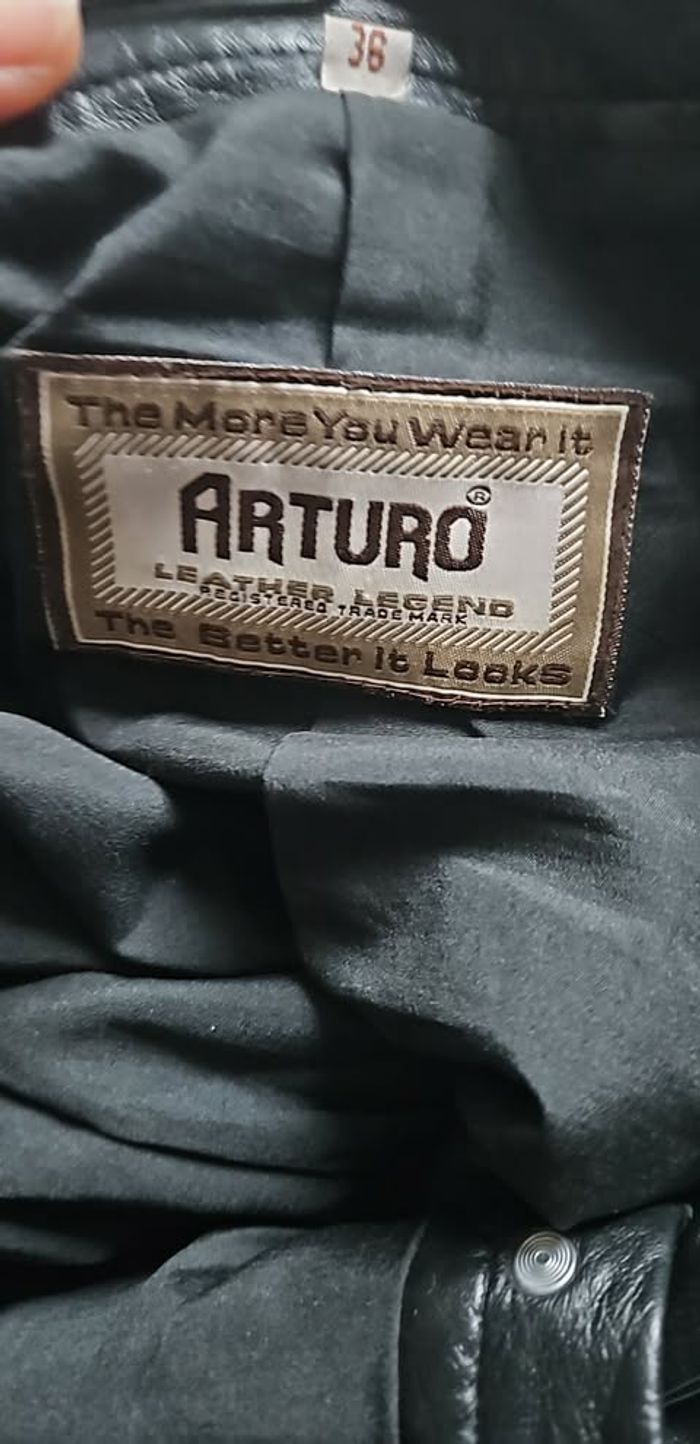 36
The More You Wear It
ARTURO®
LEATHER LEGEND
REGISTERED TRADE MARK
The Better It Looks